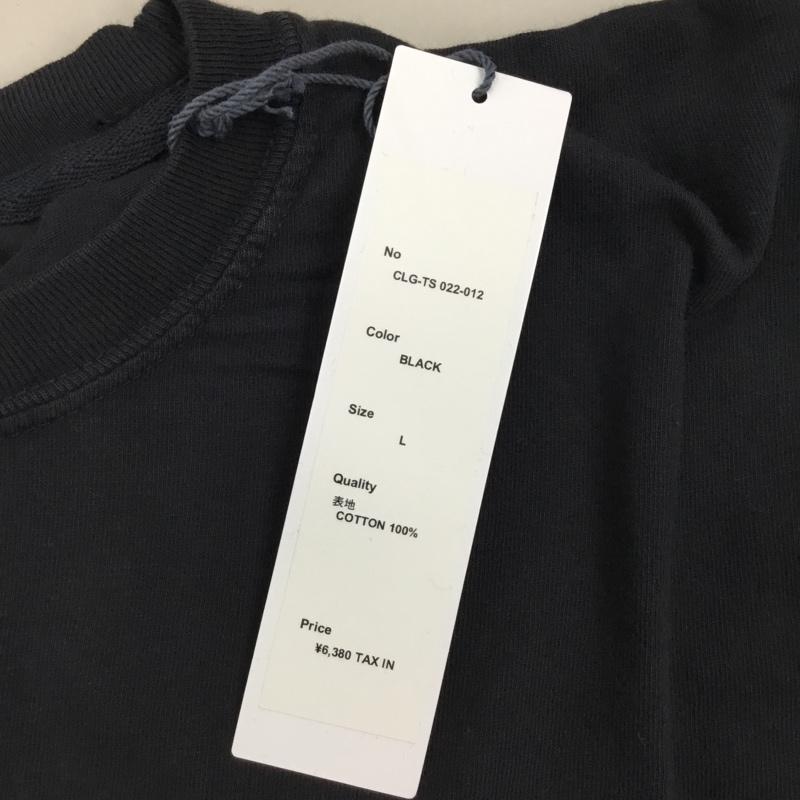 No
CLG-TS 022-012
Color
BLACK
Size
L
Quality
表地
COTTON 100%
Price
¥6,380 TAX IN